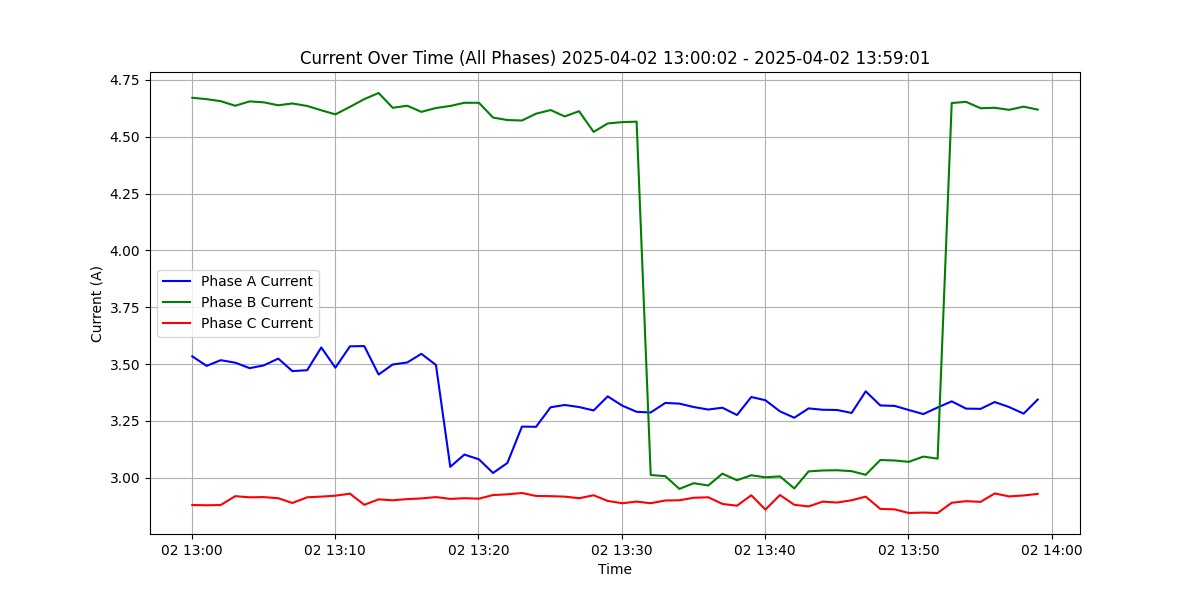 Current Over Time (All Phases) 2025-04-02 13:00:02 - 2025-04-02 13:59:01
Current (A)
4.75
4.50
4.25
4.00
3.75
3.50
3.25
3.00
Phase A Current
Phase B Current
Phase C Current
02 13:00 02 13:10 02 13:20 02 13:30 02 13:40 02 13:50 02 14:00
Time